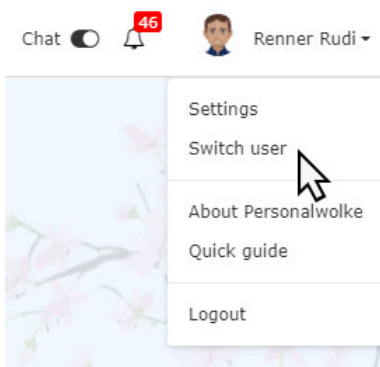 46
Chat Renner Rudi
Settings
Switch user
About Personalwolke
Quick guide
Logout